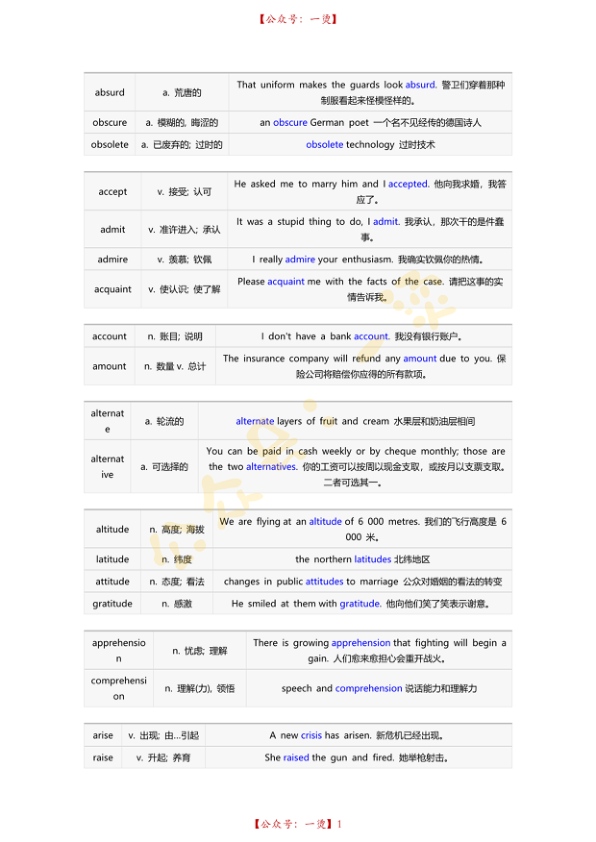 【公众号：一烫】
absurd a. 荒唐的 That uniform makes the guards look absurd. 警卫们穿着那种
制服看起来怪模怪样的。
obscure a. 模糊的, 晦涩的 an obscure German poet 一个名不见经传的德国诗人
obsolete a. 已废弃的; 过时的 obsolete technology 过时技术
accept v. 接受; 认可 He asked me to marry him and I accepted. 他向我求婚，我答
应了。
admit v. 准许进入; 承认 It was a stupid thing to do, I admit. 我承认，那次干的是件蠢
事。
admire v. 羡慕; 钦佩 I really admire your enthusiasm. 我确实钦佩你的热情。
acquaint v. 使认识; 使了解 Please acquaint me with the facts of the case. 请把这事的实
情告诉我。
account n. 账目; 说明 I don't have a bank account. 我没有银行账户。
amount n. 数量 v. 总计 The insurance company will refund any amount due to you. 保
险公司将赔偿你应得的所有款项。
alternat
e a. 轮流的 alternate layers of fruit and cream 水果层和奶油层相间
alternat
ive a. 可选择的 You can be paid in cash weekly or by cheque monthly; those are
the two alternatives. 你的工资可以按周以现金支取，或按月以支票支取。
二者可选其一。
altitude n. 高度; 海拔 We are flying at an altitude of 6 000 metres. 我们的飞行高度是 6
000 米。
latitude n. 纬度 the northern latitudes 北纬地区
attitude n. 态度; 看法 changes in public attitudes to marriage 公众对婚姻的看法的转变
gratitude n. 感激 He smiled at them with gratitude. 他向他们笑了笑表示谢意。
apprehensio
n n. 忧虑; 理解 There is growing apprehension that fighting will begin a
gain. 人们愈来愈担心会重开战火。
comprehensi
on n. 理解(力), 领悟 speech and comprehension 说话能力和理解力
arise v. 出现; 由...引起 A new crisis has arisen. 新危机已经出现。
raise v. 升起; 养育 She raised the gun and fired. 她举枪射击。
公众号：一烫
【公众号：一烫】1